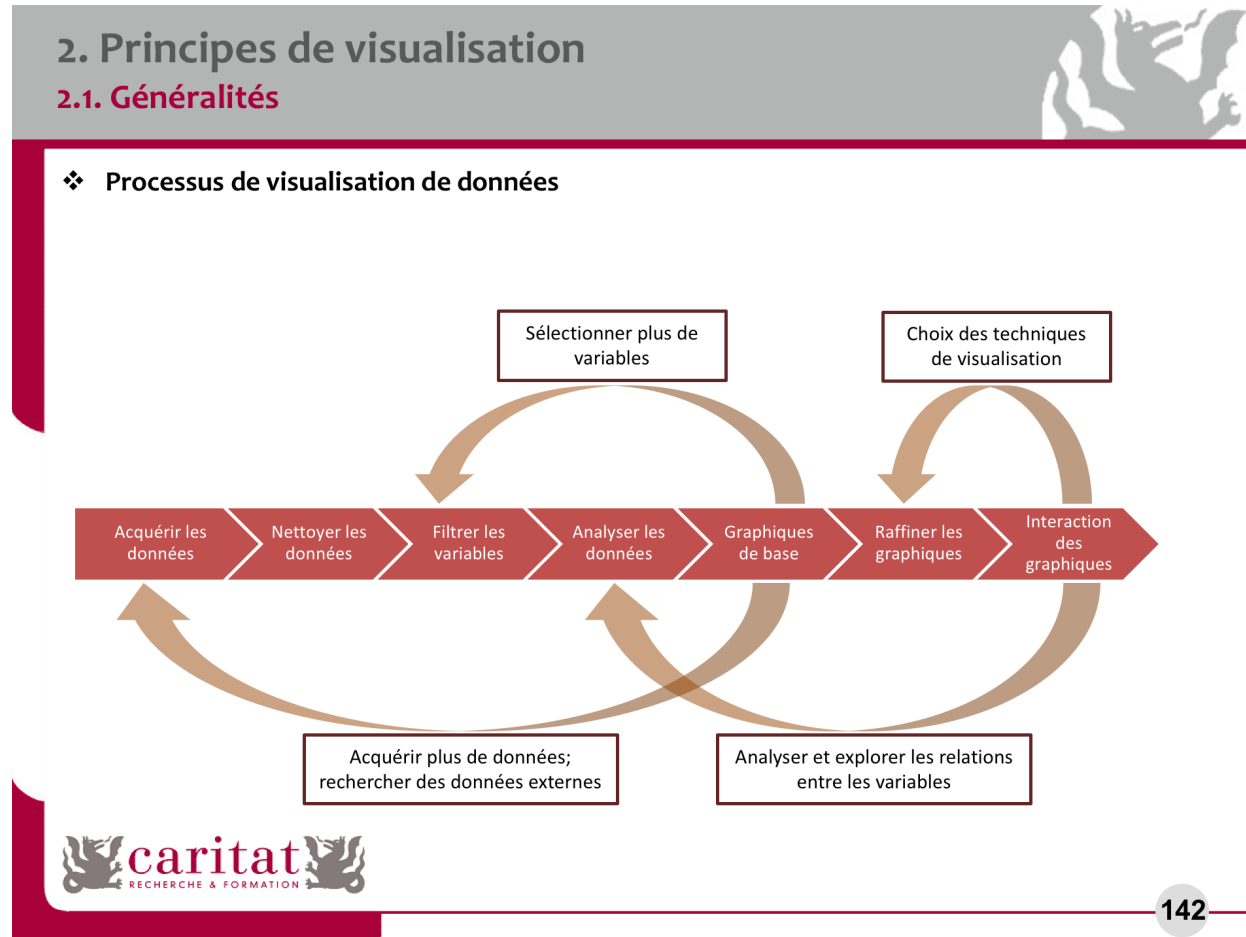 2. Principes de visualisation
2.1. Généralités
❖ Processus de visualisation de données
Sélectionner plus de
variables
Choix des techniques
de visualisation
Acquérir les
données
Nettoyer les
données
Filtrer les
variables
Analyser les
données
Graphiques
de base
Raffiner les
graphiques
Interaction
des
graphiques
Acquérir plus de données;
rechercher des données externes
Analyser et explorer les relations
entre les variables
caritat
RECHERCHE & FORMATION
142